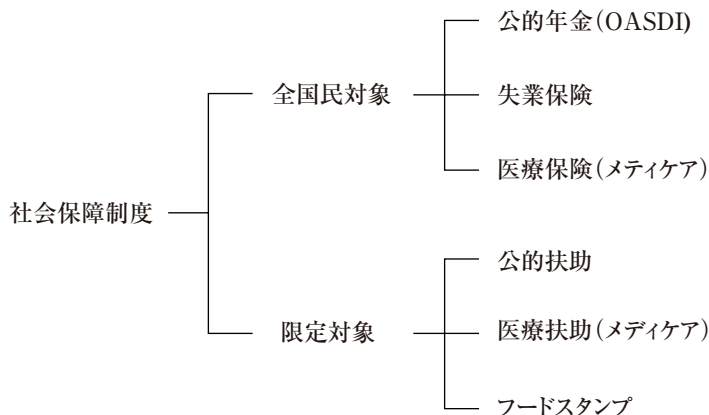 公的年金(OASDI)
全国民対象
失業保険
医療保険(メティケア)
社会保障制度
公的扶助
限定対象
医療扶助(メディケア)
フードスタンプ